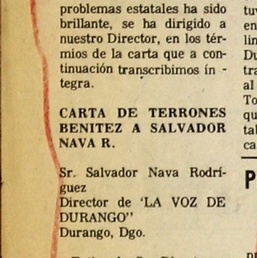 problemas estatales ha sido
brillante, se ha dirigido a
nuestro Director, en los tér-
mios de la carta que a con-
tinuación transcribimos ín -
tegra.
CARTA DE TERRONES
BENITEZ A SALVADOR
NAVA R.
Sr. Salvador Nava Rodrí-
guez
Director de 'LA VOZ DE
DURANGO"
Durango, Dgo.